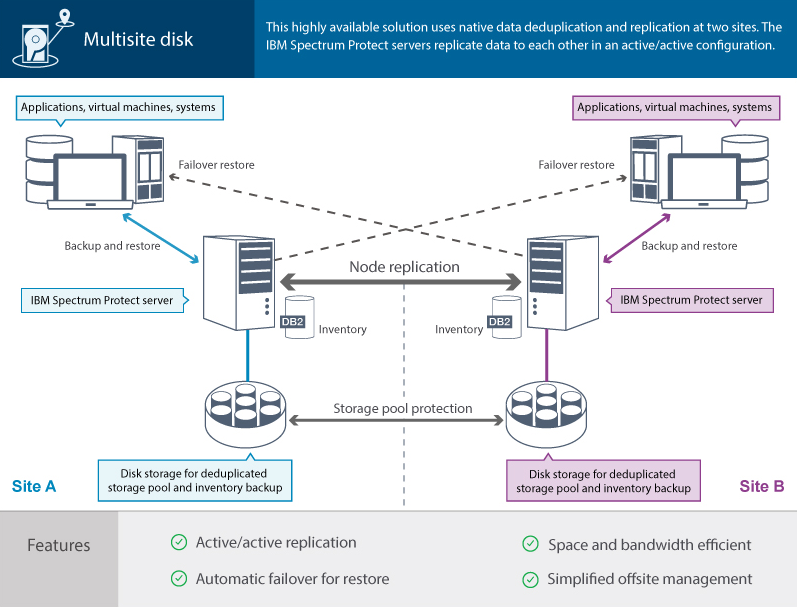 Multisite disk
This highly available solution uses native data deduplication and replication at two sites. The
IBM Spectrum Protect servers replicate data to each other in an active/active configuration.
Applications, virtual machines, systems
Applications, virtual machines, systems
Failover restore
Failover restore
Backup and restore
Backup and restore
Node replication
IBM Spectrum Protect server
IBM Spectrum Protect server
DB2
Inventory
Inventory
DB2
Storage pool protection
Disk storage for deduplicated
storage pool and inventory backup
Disk storage for deduplicated
storage pool and inventory backup
Site A
Site B
Features
Active/active replication
Space and bandwidth efficient
Automatic failover for restore
Simplified offsite management